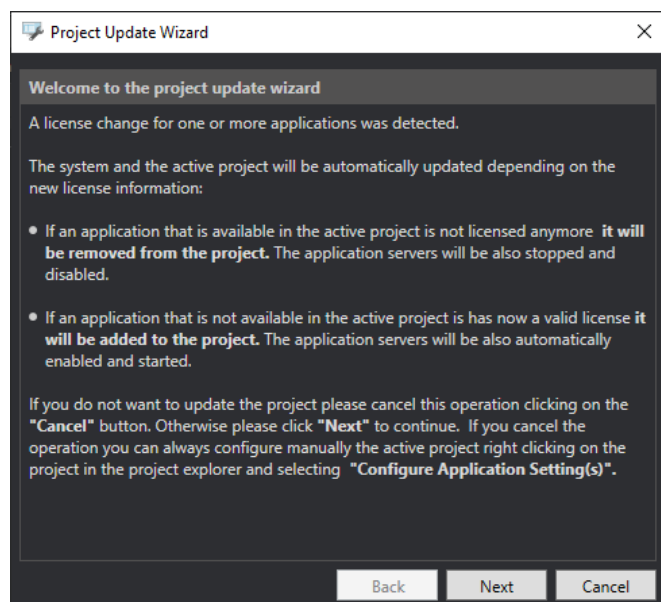 Project Update Wizard
Welcome to the project update wizard
A license change for one or more applications was detected.
The system and the active project will be automatically updated depending on the
new license information:
If an application that is available in the active project is not licensed anymore it will
be removed from the project. The application servers will be also stopped and
disabled.
If an application that is not available in the active project is has now a valid license it
will be added to the project. The application servers will be also automatically
enabled and started.
If you do not want to update the project please cancel this operation clicking on the
"Cancel" button. Otherwise please click "Next" to continue. If you cancel the
operation you can always configure manually the active project right clicking on the
project in the project explorer and selecting "Configure Application Setting(s)".
Back Next Cancel